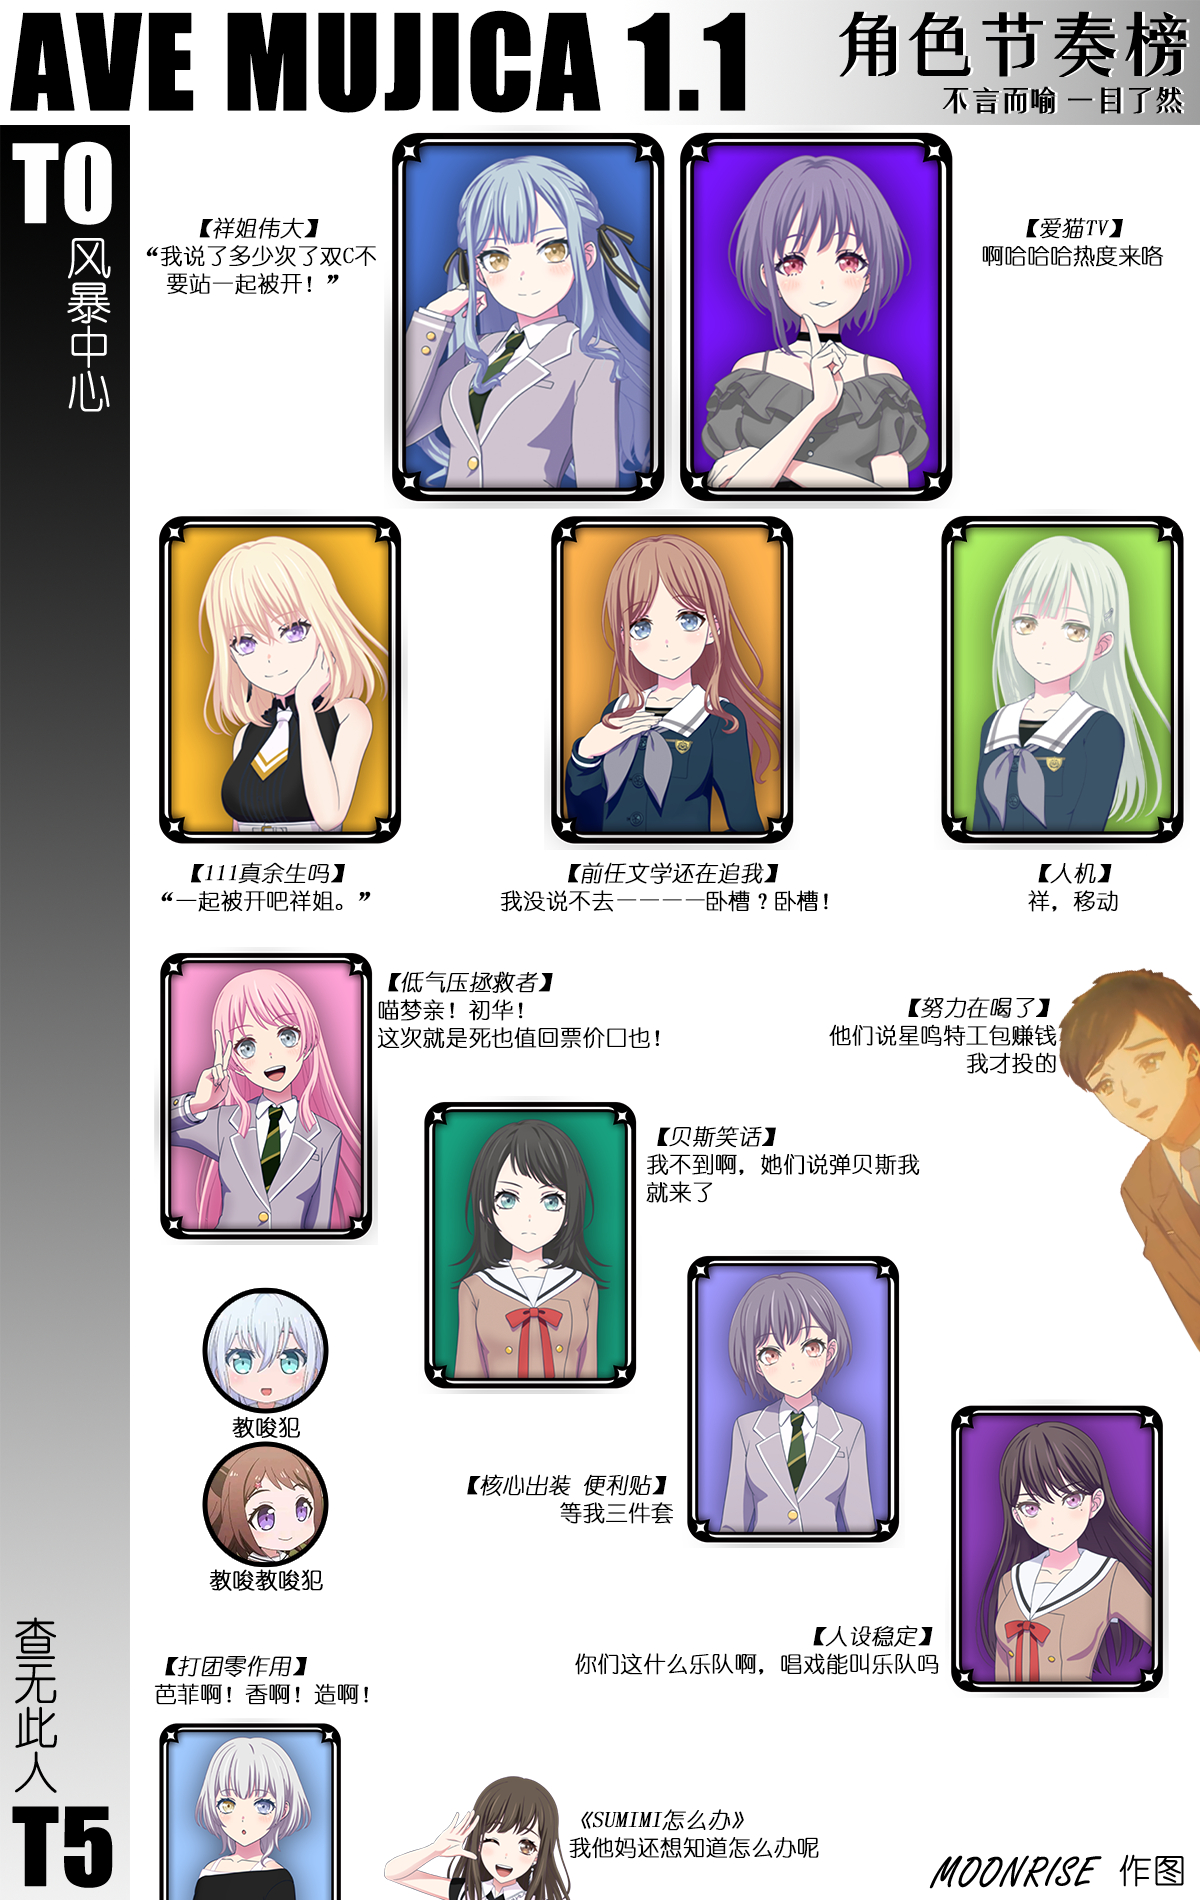 AVE MUJICA 1.1
角色节奏榜
不言而喻 一目了然
T0
风暴中心
【祥姐伟大】
“我说了多少次了双C不
要站一起被开！”
【爱猫TV】
啊哈哈哈热度来咯
【111真余生吗】
“一起被开吧祥姐。”
【前任文学还在追我】
我没说不去————卧槽？卧槽！
【人机】
祥，移动
【低气压拯救者】
喵梦亲！初华！
这次就是死也值回票价口也！
【努力在喝了】
他们说星鸣特工包赚钱
我才投的
【贝斯笑话】
我不到啊，她们说弹贝斯我
就来了
教唆犯
教唆教唆犯
【核心出装 便利贴】
等我三件套
【人设稳定】
你们这什么乐队啊，唱戏能叫乐队吗
【打团零作用】
芭菲啊！香啊！造啊！
《SUMIMI怎么办》
我他妈还想知道怎么办呢
查无此人
T5
MOONRISE 作图